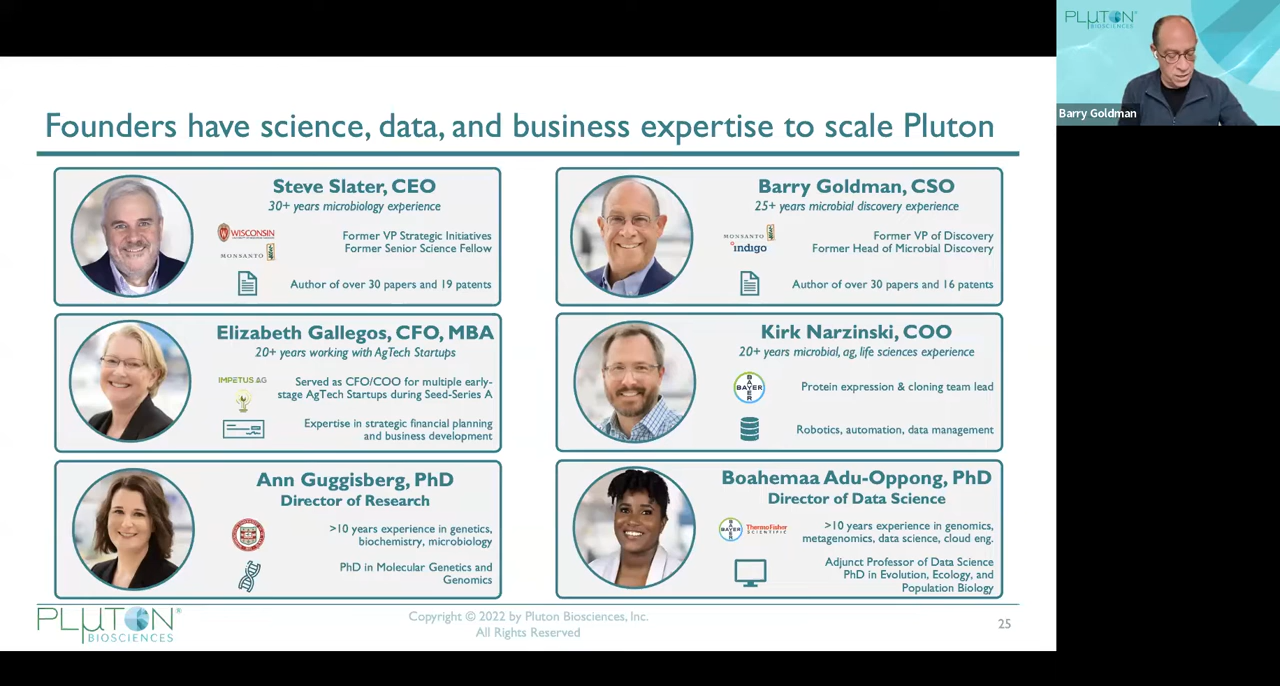 PLUTON
BIOSCIENCES
Barry Goldman
Founders have science, data, and business expertise to scale Pluton
Steve Slater, CEO
30+ years microbiology experience
WISCONSIN
MONSANTO
Former VP Strategic Initiatives
Former Senior Science Fellow
Author of over 30 papers and 19 patents
Barry Goldman, CSO
25+ years microbial discovery experience
MONSANTO
indigo
Former VP of Discovery
Former Head of Microbial Discovery
Author of over 30 papers and 16 patents
Elizabeth Gallegos, CFO, MBA
20+ years working with AgTech Startups
IMPETUS AG
Served as CFO/COO for multiple early-
stage AgTech Startups during Seed-Series A
Expertise in strategic financial planning
and business development
Kirk Narzinski, COO
20+ years microbial, ag, life sciences experience
BAYER
Protein expression & cloning team lead
Robotics, automation, data management
Ann Guggisberg, PhD
Director of Research
>10 years experience in genetics,
biochemistry, microbiology
PhD in Molecular Genetics and
Genomics
Boahemaa Adu-Oppong, PhD
Director of Data Science
BAYER
ThermoFisher
SCIENTIFIC
>10 years experience in genomics,
metagenomics, data science, cloud eng.
Adjunct Professor of Data Science
PhD in Evolution, Ecology, and
Population Biology
PLUTON®
BIOSCIENCES
Copyright © 2022 by Pluton Biosciences, Inc.
All Rights Reserved
25